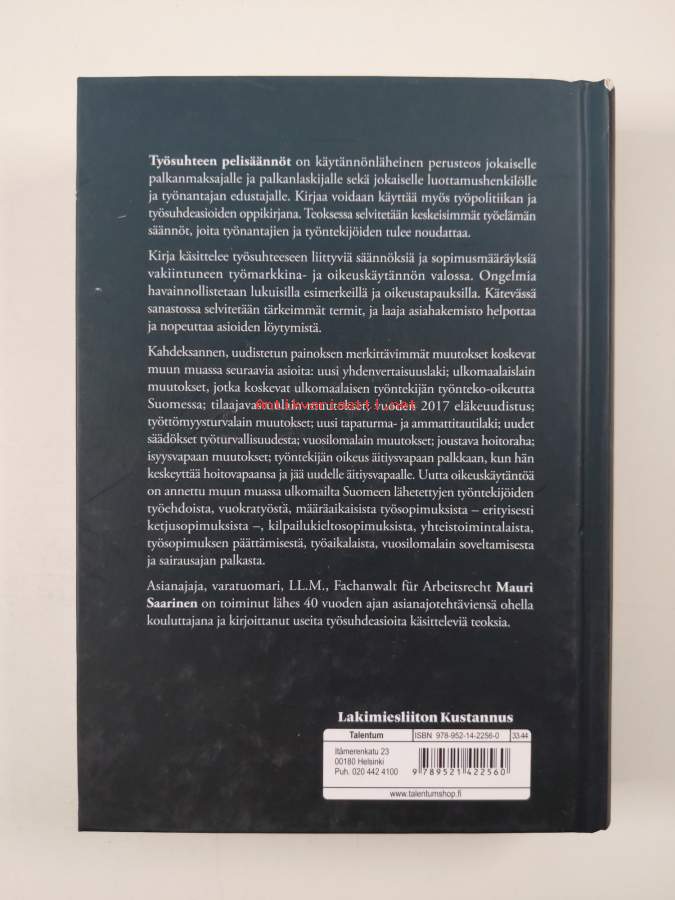 Työsuhteen pelisäännöt on käytännönläheinen perusteos jokaiselle
palkanmaksajalle ja palkanlaskijalle sekä jokaiselle luottamushenkilölle
ja työnantajan edustajalle. Kirjaa voidaan käyttää myös työpolitiikan ja
työsuhdeasioiden oppikirjana. Teoksessa selvitetään keskeisimmät työelämän
säännöt, joita työnantajien ja työntekijöiden tulee noudattaa.
Kirja käsittelee työsuhteeseen liittyviä säännöksiä ja sopimusmääräyksiä
vakiintuneen työmarkkina- ja oikeuskäytännön valossa. Ongelmia
havainnollistetaan lukuisilla esimerkeillä ja oikeustapauksilla. Kätevässä
sanastossa selvitetään tärkeimmät termit, ja laaja asiahakemisto helpottaa
ja nopeuttaa asioiden löytymistä.
Kahdeksannen, uudistetun painoksen merkittävimmät muutokset koskevat
muun muassa seuraavia asioita: uusi yhdenvertaisuuslaki; ulkomaalaislain
muutokset, jotka koskevat ulkomaalaisen työntekijän työnteko-oikeutta
Suomessa; tilaajavastuulain muutokset; vuoden 2017 eläkeuudistus;
Antikvariaatti.net
työttömyysturvalain muutokset; uusi tapaturma- ja ammattitautilaki; uudet
säädökset työturvallisuudesta; vuosilomalain muutokset; joustava hoitoraha;
isyysvapaan muutokset; työntekijän oikeus äitiysvapaan palkkaan, kun hän
keskeyttää hoitovapaansa ja jää uudelle äitiysvapaalle. Uutta oikeuskäytäntöä
on annettu muun muassa ulkomailta Suomeen lähetettyjen työntekijöiden
työehdoista, vuokratyöstä, määräaikaisista työsopimuksista – erityisesti
ketjusopimuksista –, kilpailukieltosopimuksista, yhteistoimintalaista,
työsopimuksen päättämisestä, työaikalaista, vuosilomalain soveltamisesta
ja sairausajan palkasta.
Asianajaja, varatuomari, LL.M., Fachanwalt für Arbeitsrecht Mauri
Saarinen on toiminut lähes 40 vuoden ajan asianajotehtäviensä ohella
kouluttajana ja kirjoittanut useita työsuhdeasioita käsitteleviä teoksia.
Lakimiesliiton Kustannus
Talentum ISBN 978-952-14-2256-0 33.44
Itämerenkatu 23
00180 Helsinki
Puh. 020 442 4100
9 789521 422560
www.talentumshop.fi